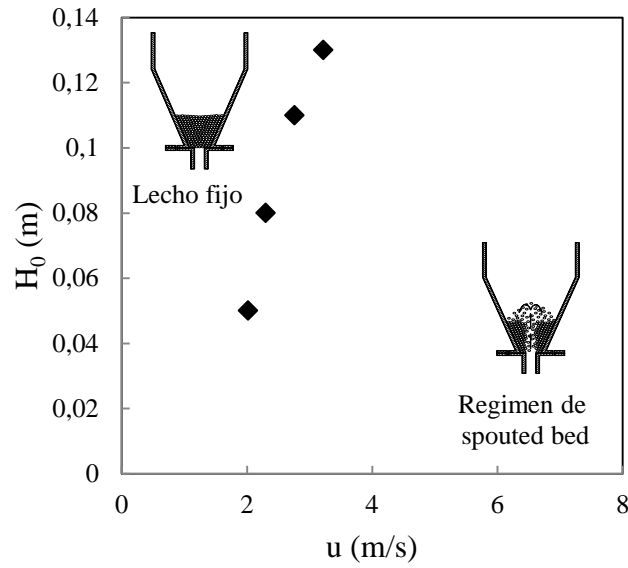 0,14
0,12
0,1
0,08
0,06
0,04
0,02
0
H0 (m)
Lecho fijo
Regimen de
spouted bed
0
2
4
6
8
u (m/s)